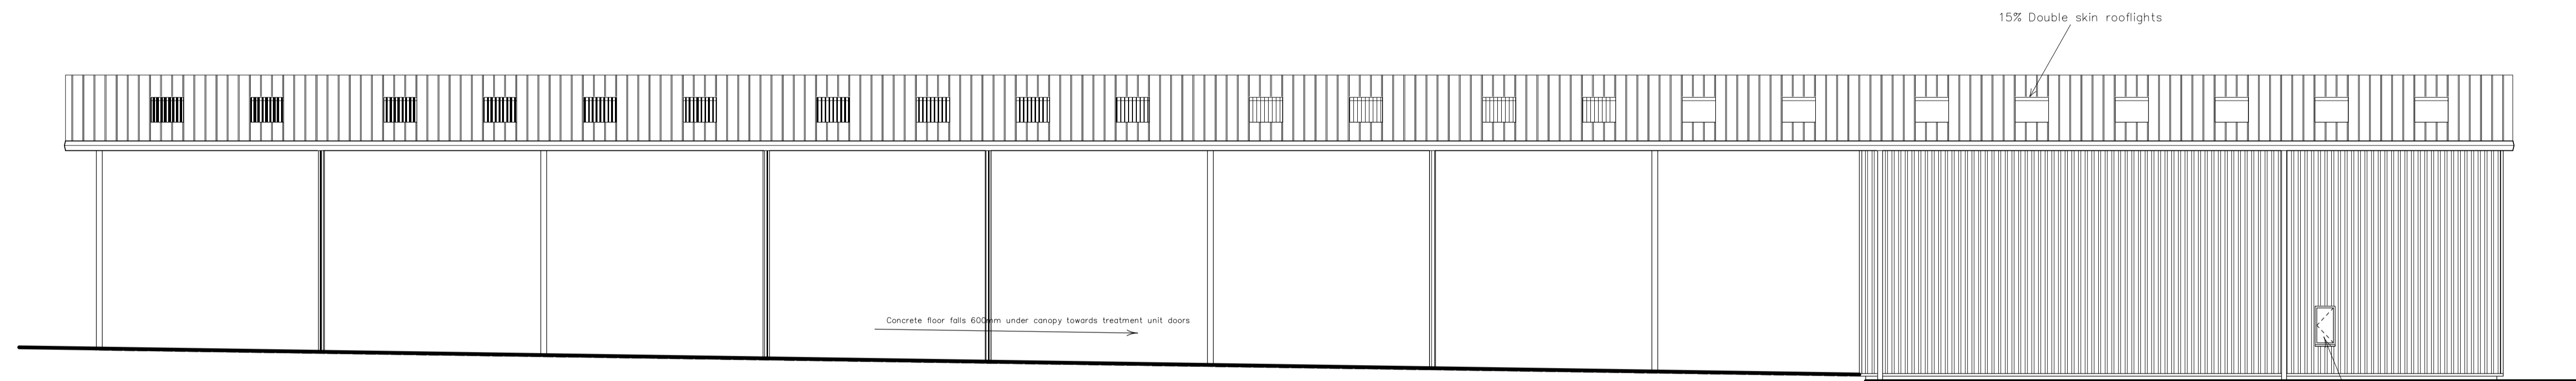 15% Double skin rooflights
Concrete floor falls 600mm under canopy towards treatment unit doors